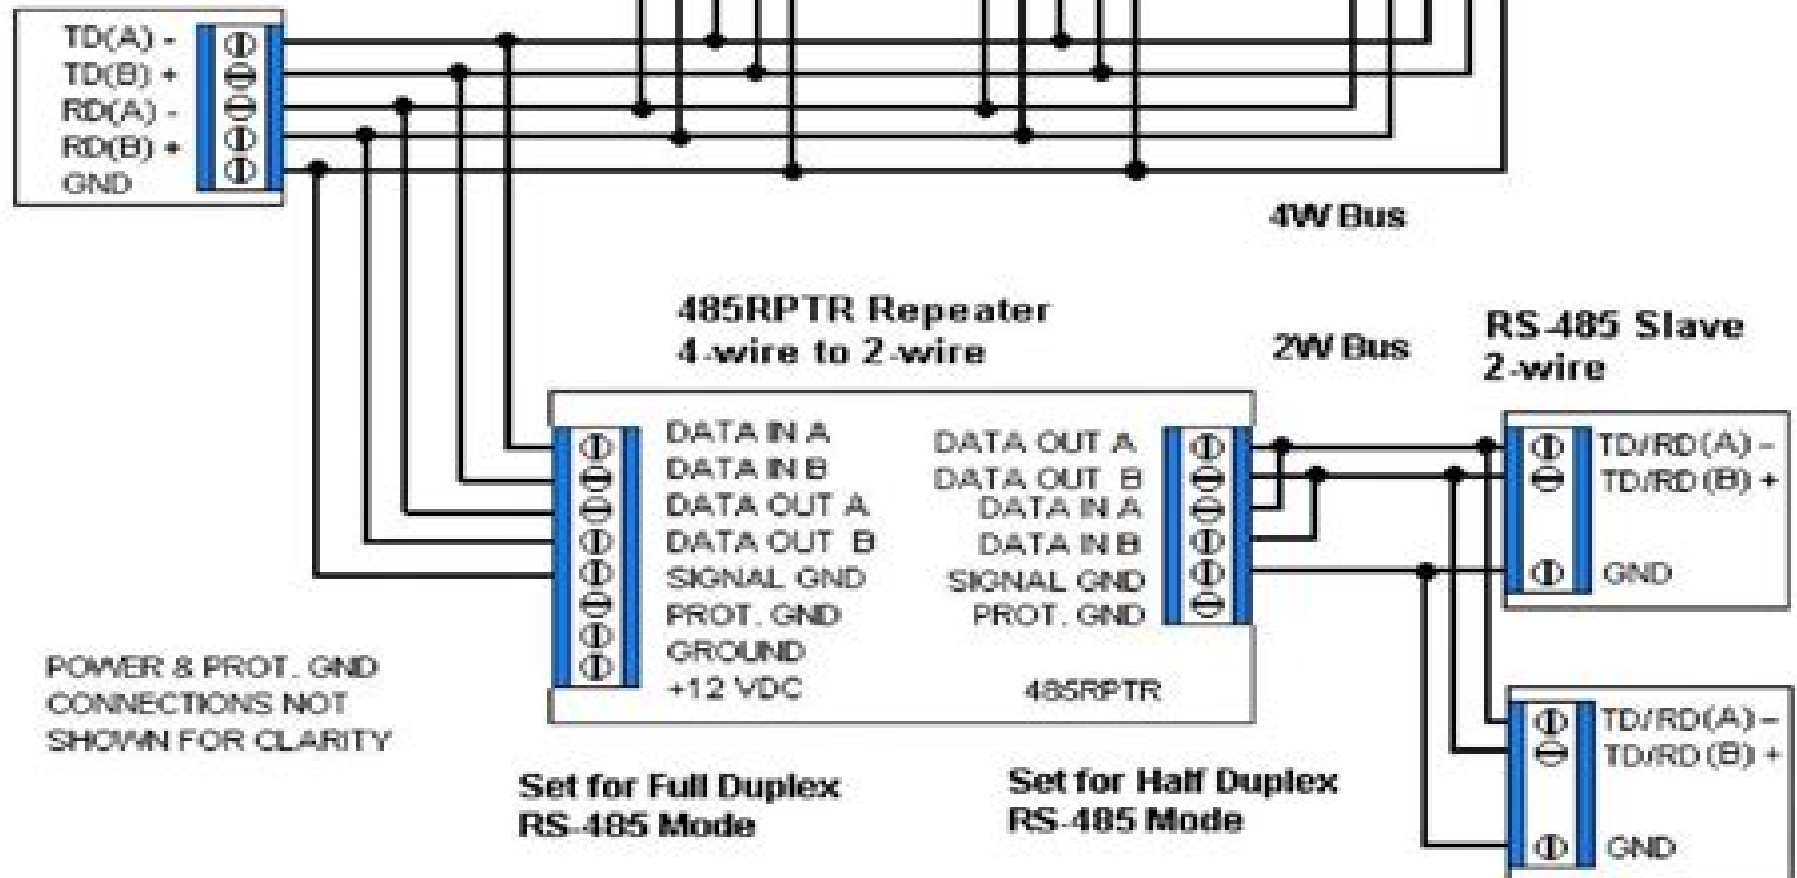 TD(A) -
TD(B) +
RD(A) -
RD(B) +
GND
4W Bus
485RPTR Repeater
4-wire to 2-wire
2W Bus
RS-485 Slave
2-wire
DATA IN A
DATA IN B
DATA OUT A
DATA OUT B
SIGNAL GND
PROT. GND
GROUND
+12 VDC
DATA OUT A
DATA OUT B
DATA IN A
DATA IN B
SIGNAL GND
PROT. GND
485RPTR
TD/RD(A) -
TD/RD(B) +
GND
TD/RD(A) -
TD/RD(B) +
GND
POWER & PROT. GND
CONNECTIONS NOT
SHOWN FOR CLARITY
Set for Full Duplex
RS-485 Mode
Set for Half Duplex
RS-485 Mode